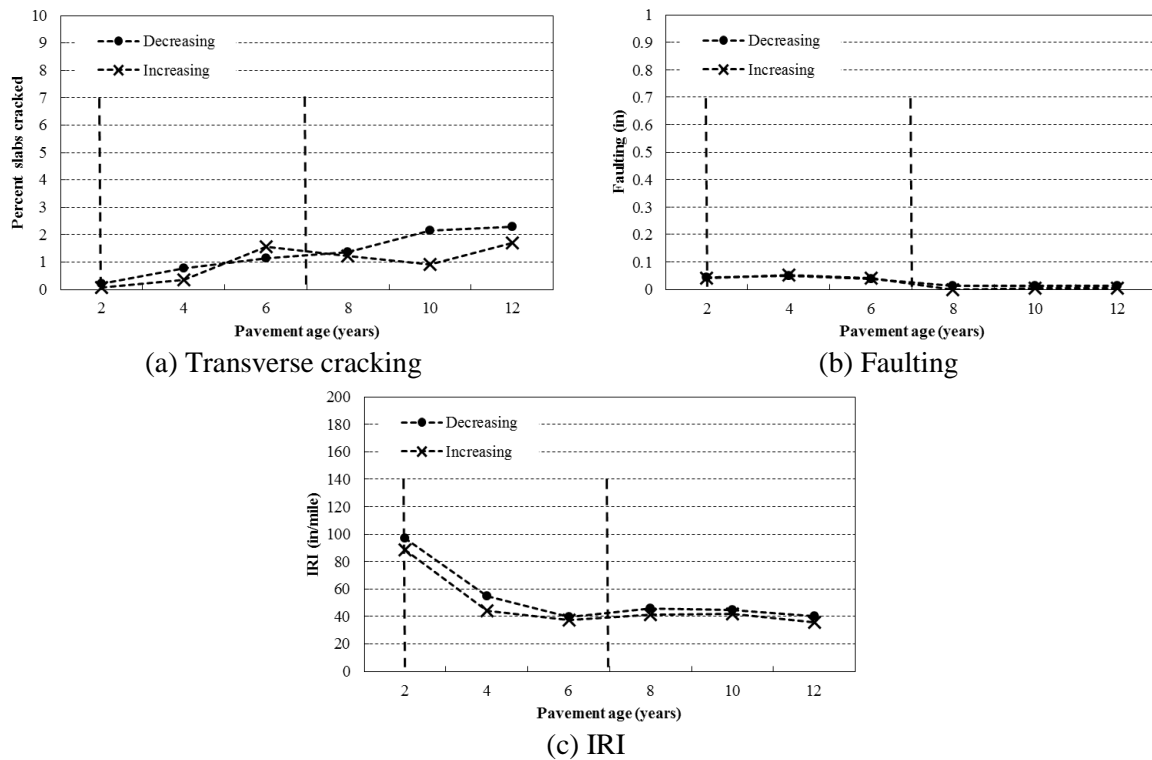 10
9
8
7
6
5
4
3
2
1
0
Percent slabs cracked
Decreasing
Increasing
2 4 6 8 10 12
Pavement age (years)
(a) Transverse cracking
1
0.9
0.8
0.7
0.6
0.5
0.4
0.3
0.2
0.1
0
Faulting (in)
Decreasing
Increasing
2 4 6 8 10 12
Pavement age (years)
(b) Faulting
200
180
160
140
120
100
80
60
40
20
0
IRI (in/mile)
Decreasing
Increasing
2 4 6 8 10 12
Pavement age (years)
(c) IRI